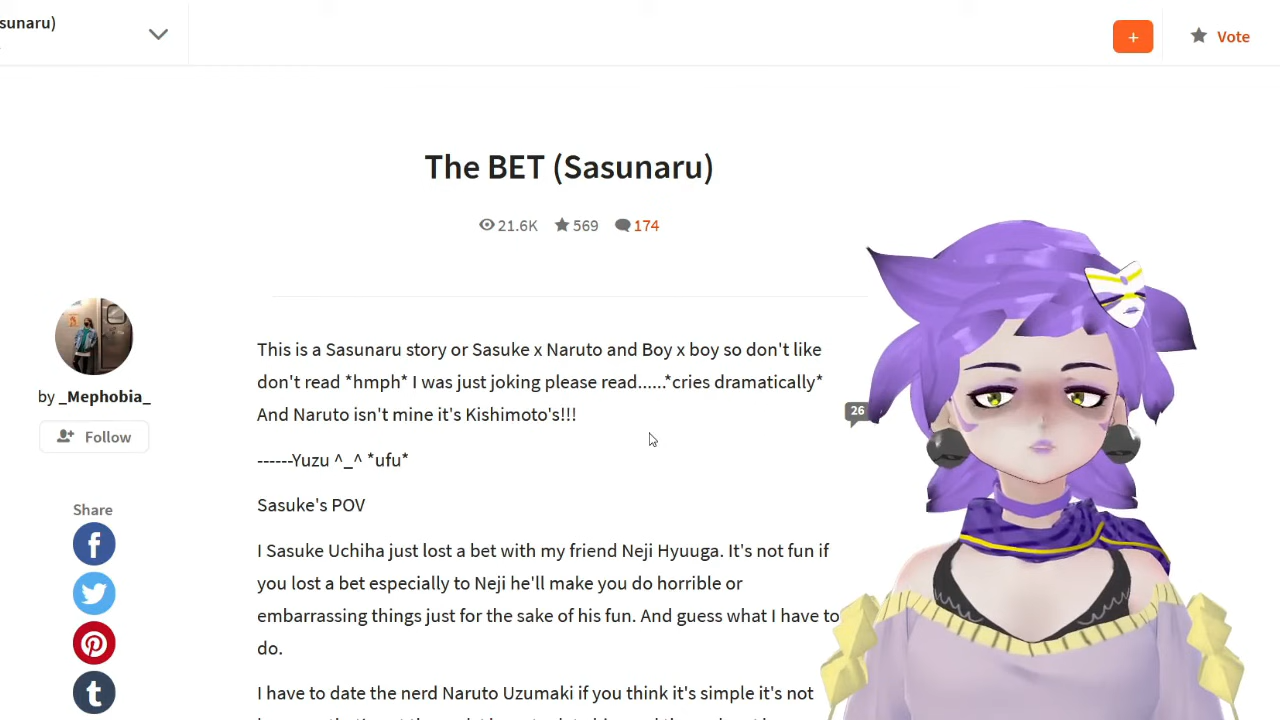 sunaru)
+
Vote
The BET (Sasunaru)
21.6K 569 174
This is a Sasunaru story or Sasuke x Naruto and Boy x boy so don't like
don't read *hmph* I was just joking please read......*cries dramatically*
And Naruto isn't mine it's Kishimoto's!!!
26
by _Mephobia_
Follow
------Yuzu ^_^ *ufu*
Share
Sasuke's POV
I Sasuke Uchiha just lost a bet with my friend Neji Hyuuga. It's not fun if
you lost a bet especially to Neji he'll make you do horrible or
embarrassing things just for the sake of his fun. And guess what I have to
do.
I have to date the nerd Naruto Uzumaki if you think it's simple it's not